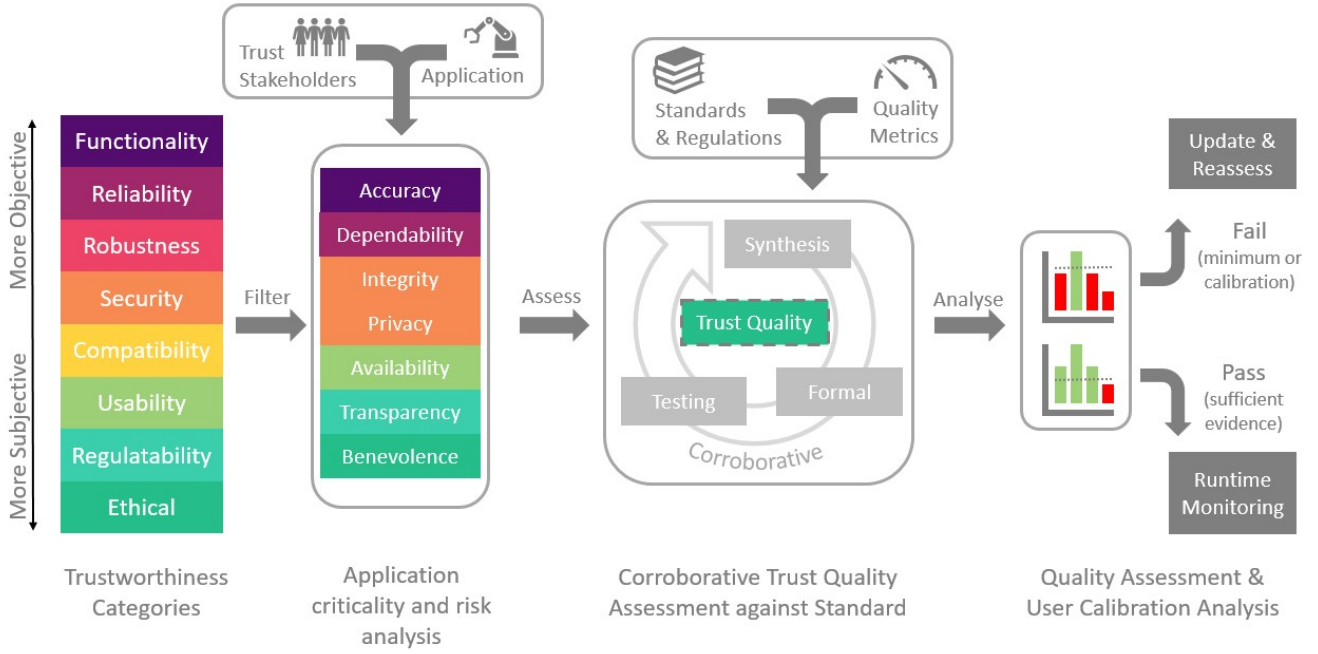 Trust
Stakeholders
Application
Standards
& Regulations
Quality
Metrics
More Objective
More Subjective
Functionality
Reliability
Robustness
Security
Compatibility
Usability
Regulatability
Ethical
Filter
Accuracy
Dependability
Integrity
Privacy
Availability
Transparency
Benevolence
Assess
Synthesis
Trust Quality
Testing
Formal
Corroborative
Analyse
Update &
Reassess
Fail
(minimum or
calibration)
Pass
(sufficient
evidence)
Runtime
Monitoring
Trustworthiness
Categories
Application
criticality and risk
analysis
Corroborative Trust Quality
Assessment against Standard
Quality Assessment &
User Calibration Analysis